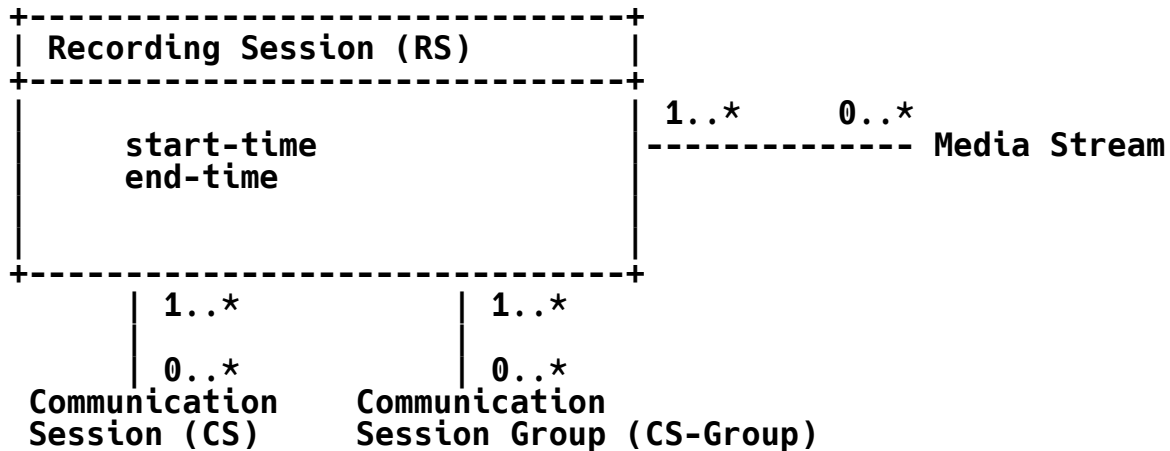 +-------------------------------+
| Recording Session (RS)        |
+-------------------------------+
|                               | 1..*     0..*
|     start-time                |-------------- Media Stream
|     end-time                  |
|                               |
|                               |
+-------------------------------+
      | 1..*           | 1..*
      |                |
      | 0..*           | 0..*
Communication    Communication
Session (CS)     Session Group (CS-Group)